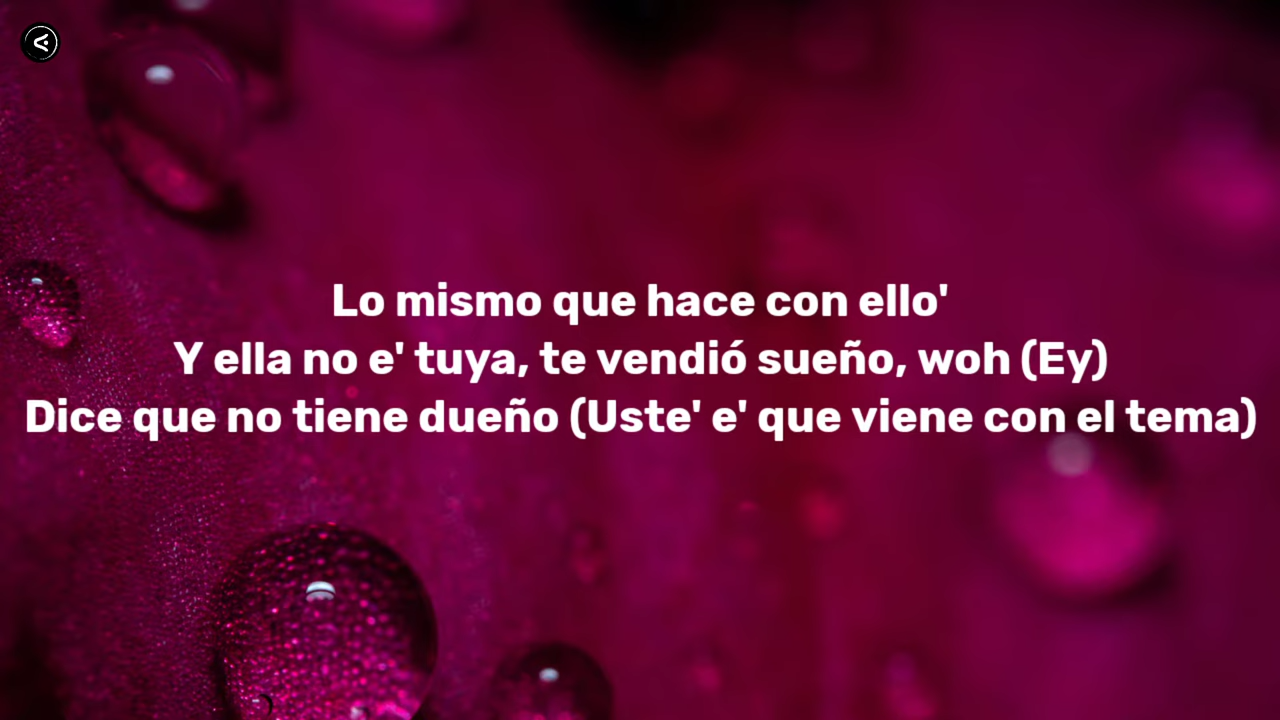 Lo mismo que hace con ello'
Y ella no e' tuya, te vendió sueño, woh (Ey)
Dice que no tiene dueño (Uste' e' que viene con el tema)